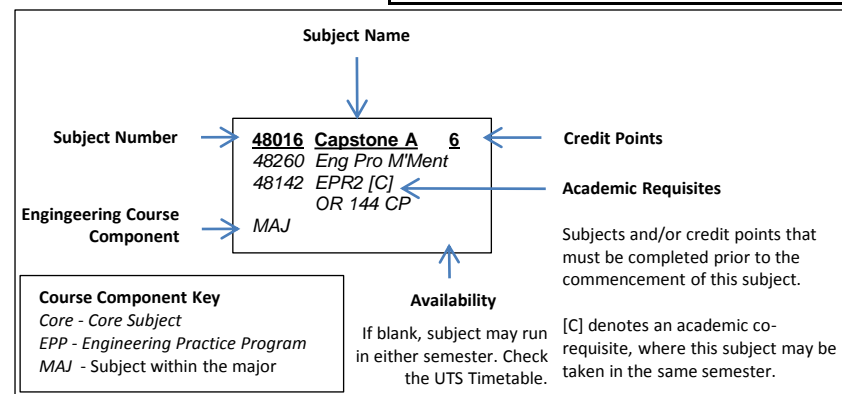 Subject Name
Subject Number
48016 Capstone A 6
48260 Eng Pro M'Ment
48142 EPR2 [C]
OR 144 CP
MAJ
Credit Points
Academic Requisites
Subjects and/or credit points that
must be completed prior to the
commencement of this subject.
[C] denotes an academic co-
requisite, where this subject may be
taken in the same semester.
Engingeering Course
Component
Availability
If blank, subject may run
in either semester. Check
the UTS Timetable.
Course Component Key
Core - Core Subject
EPP - Engineering Practice Program
MAJ - Subject within the major